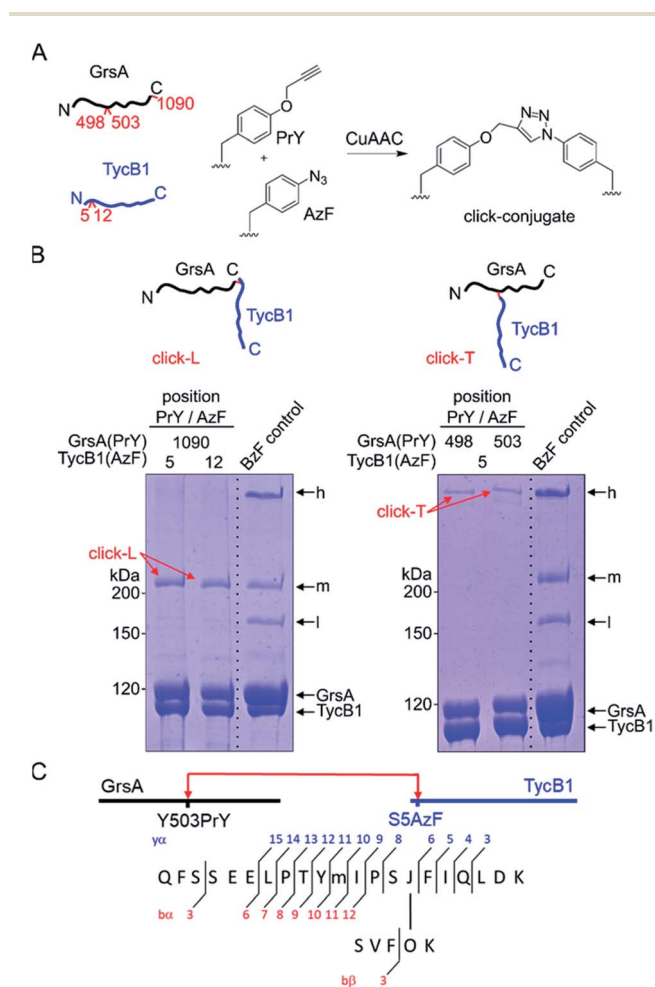 A
GrsA
N
C
498 503
1090
TycB1
N
C
5 12
O
PrY
+
N3
AzF
CuAAC
N=N
N
O
click-conjugate
B
GrsA C
N
TycB1
click-L
C
GrsA C
N
TycB1
click-T
C
position
PrY / AzF
GrsA(PrY) 1090
TycB1(AzF) 5 12
BzF control
click-L
kDa
200
150
120
h
m
l
GrsA
TycB1
position
PrY / AzF
GrsA(PrY) 498 503
TycB1(AzF) 5
BzF control
click-T
kDa
200
150
120
h
m
l
GrsA
TycB1
C
GrsA
TycB1
Y503PrY
S5AzF
yα 15 14 13 12 11 10 9 8 6 5 4 3
Q F S S E E L P T Y m I P S J F I Q L D K
bα 3 6 7 8 9 10 11 12
S V F O K
bβ 3